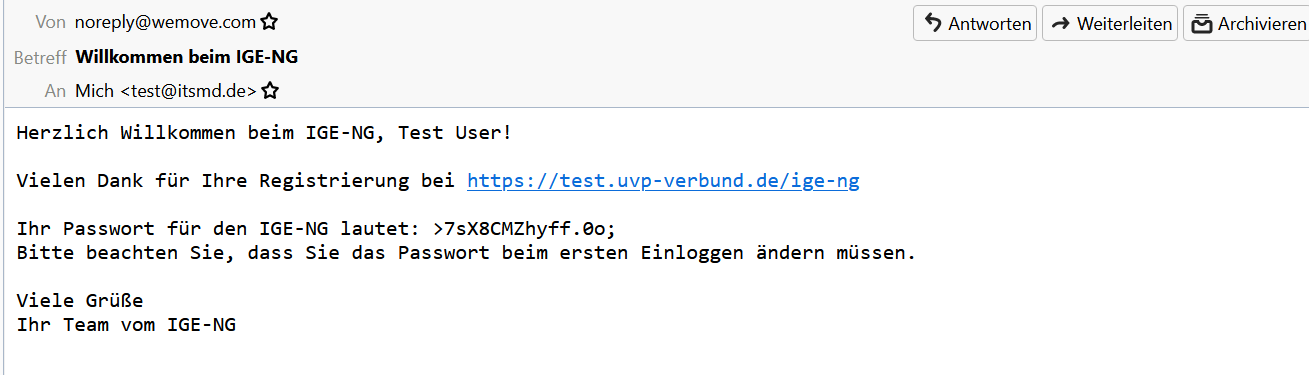 Von noreply@wemove.com
Antworten
Weiterleiten
Archivieren
Betreff Willkommen beim IGE-NG
An Mich <test@itsmd.de>
Herzlich Willkommen beim IGE-NG, Test User!
Vielen Dank für Ihre Registrierung bei https://test.uvp-verbund.de/ige-ng
Ihr Passwort für den IGE-NG lautet: >7sX8CMZhyff.0o;
Bitte beachten Sie, dass Sie das Passwort beim ersten Einloggen ändern müssen.
Viele Grüße
Ihr Team vom IGE-NG